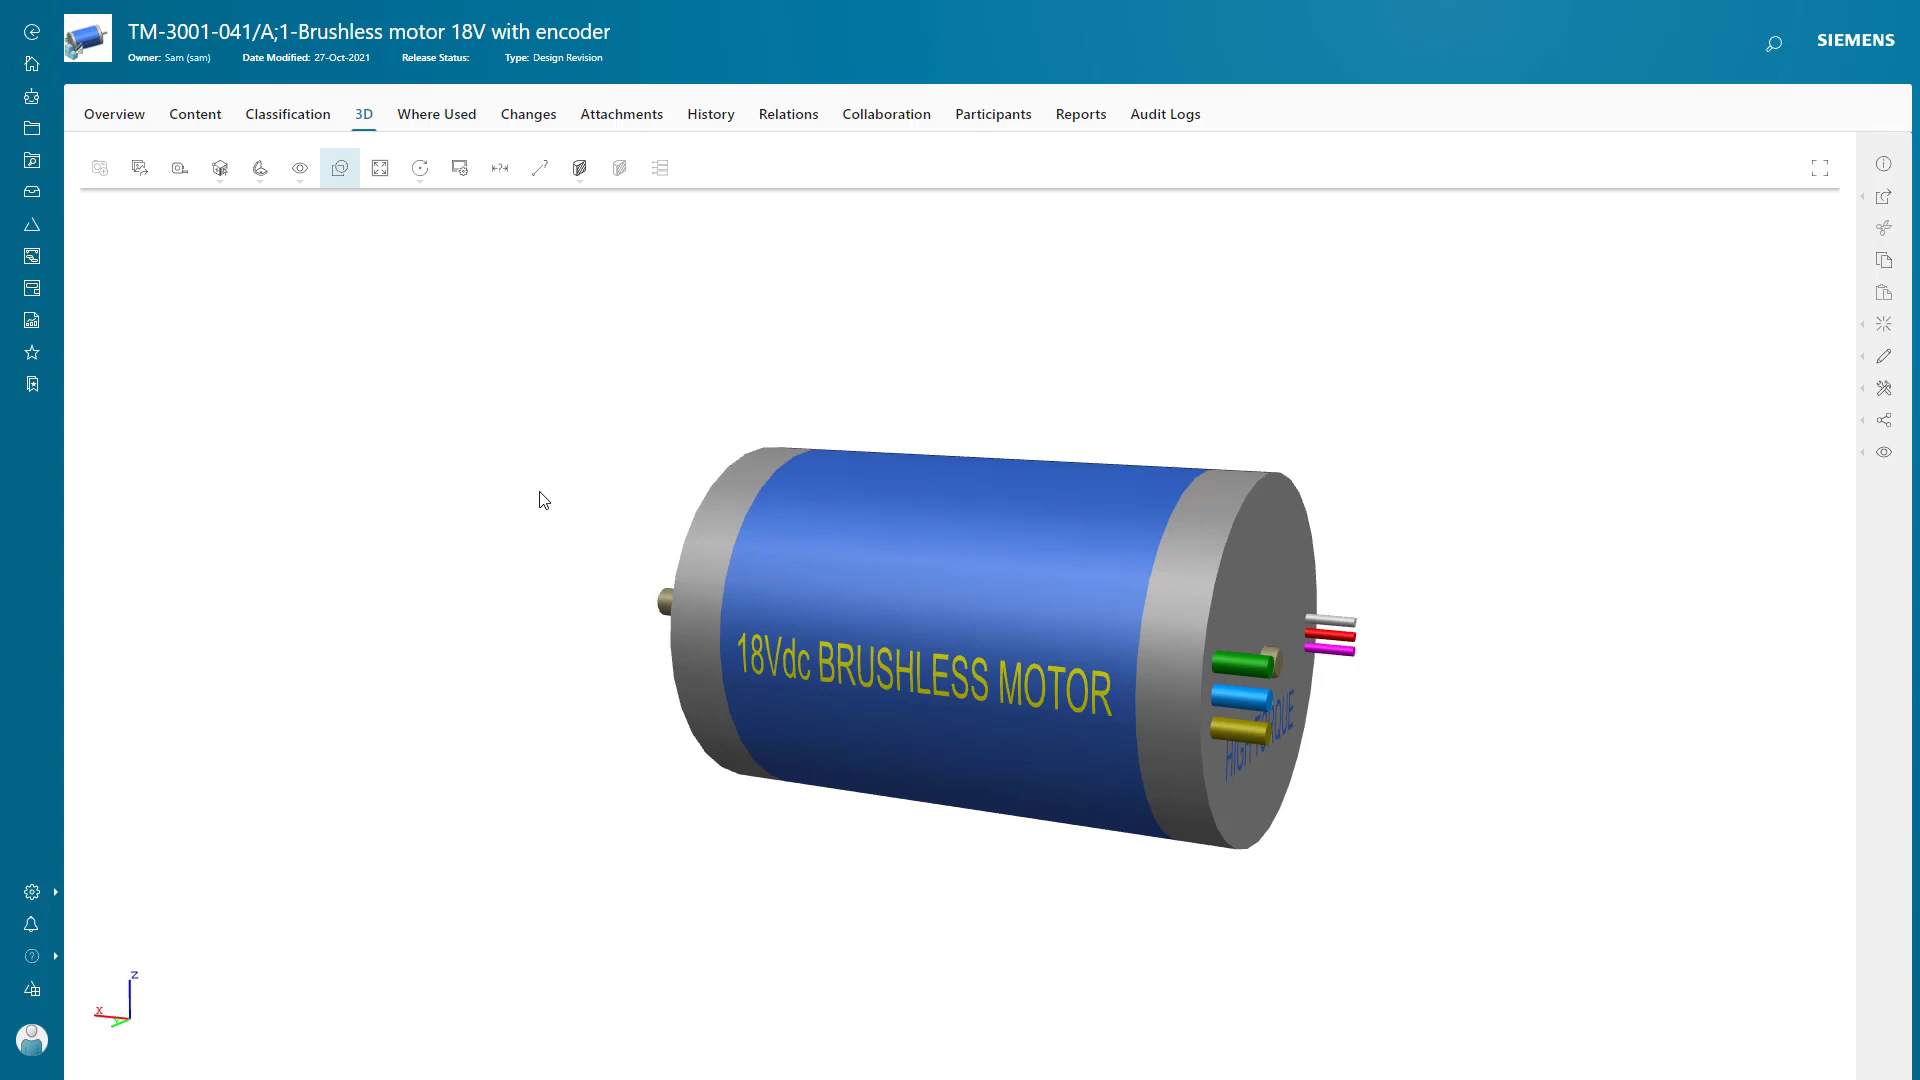 TM-3001-041/A;1-Brushless motor 18V with encoder
Owner: Sam (sam) Date Modified: 27-Oct-2021 Release Status: Type: Design Revision
SIEMENS
Overview Content Classification 3D Where Used Changes Attachments History Relations Collaboration Participants Reports Audit Logs
18Vdc BRUSHLESS MOTOR
HIGH TORQUE
Z
X
Y